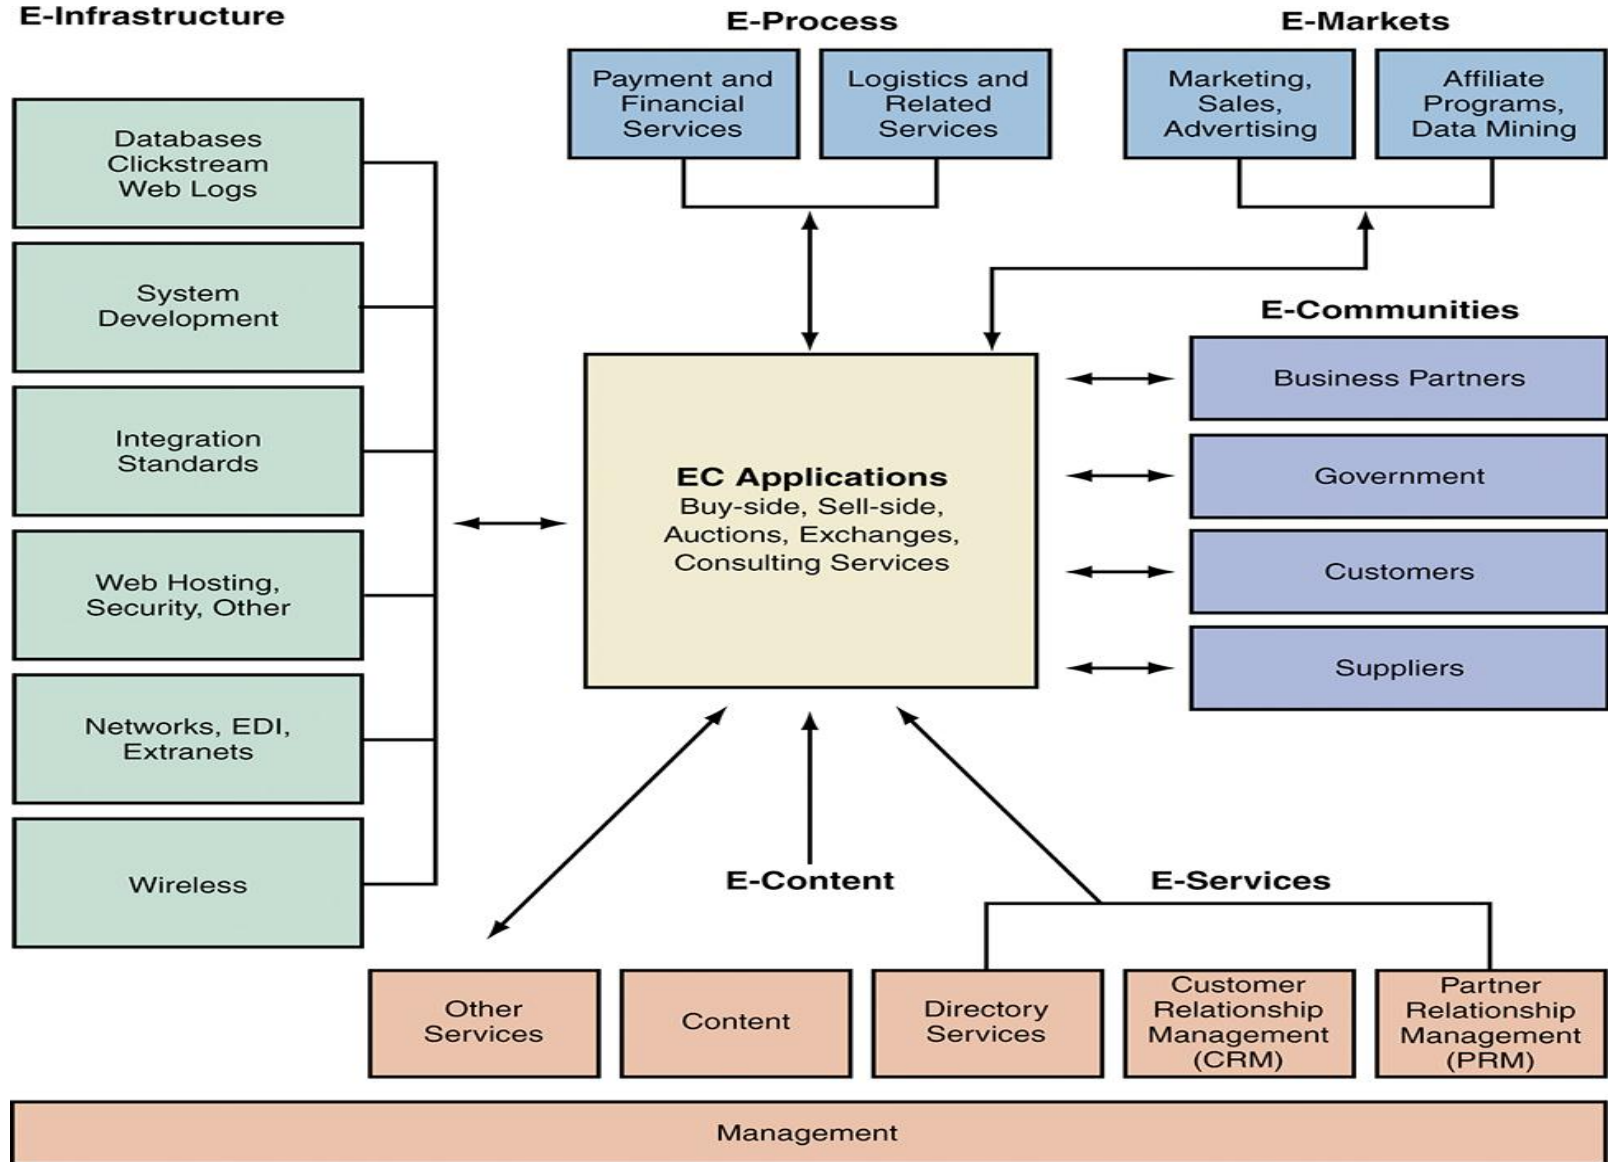 E-Infrastructure
E-Process
E-Markets
Databases
Clickstream
Web Logs
System
Development
Integration
Standards
Web Hosting,
Security, Other
Networks, EDI,
Extranets
Wireless
Payment and
Financial
Services
Logistics and
Related
Services
Marketing,
Sales,
Advertising
Affiliate
Programs,
Data Mining
EC Applications
Buy-side, Sell-side,
Auctions, Exchanges,
Consulting Services
E-Communities
Business Partners
Government
Customers
Suppliers
E-Content
E-Services
Other
Services
Content
Directory
Services
Customer
Relationship
Management
(CRM)
Partner
Relationship
Management
(PRM)
Management